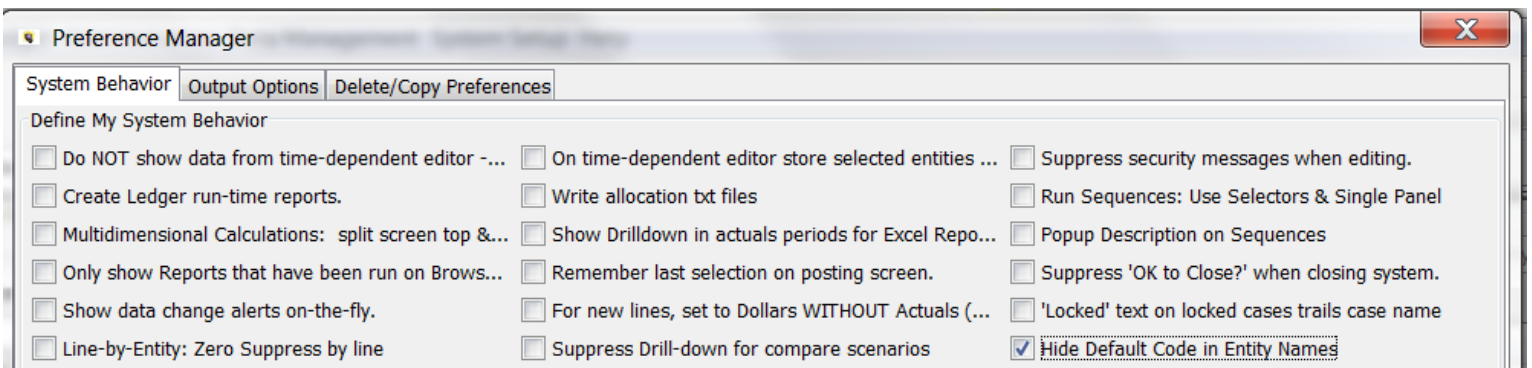 Preference Manager
System Behavior Output Options Delete/Copy Preferences
Define My System Behavior
Do NOT show data from time-dependent editor -... On time-dependent editor store selected entities ... Suppress security messages when editing.
Create Ledger run-time reports. Write allocation txt files Run Sequences: Use Selectors & Single Panel
Multidimensional Calculations: split screen top &... Show Drilldown in actuals periods for Excel Repo... Popup Description on Sequences
Only show Reports that have been run on Brows... Remember last selection on posting screen. Suppress 'OK to Close?' when closing system.
Show data change alerts on-the-fly. For new lines, set to Dollars WITHOUT Actuals (... 'Locked' text on locked cases trails case name
Line-by-Entity: Zero Suppress by line Suppress Drill-down for compare scenarios Hide Default Code in Entity Names